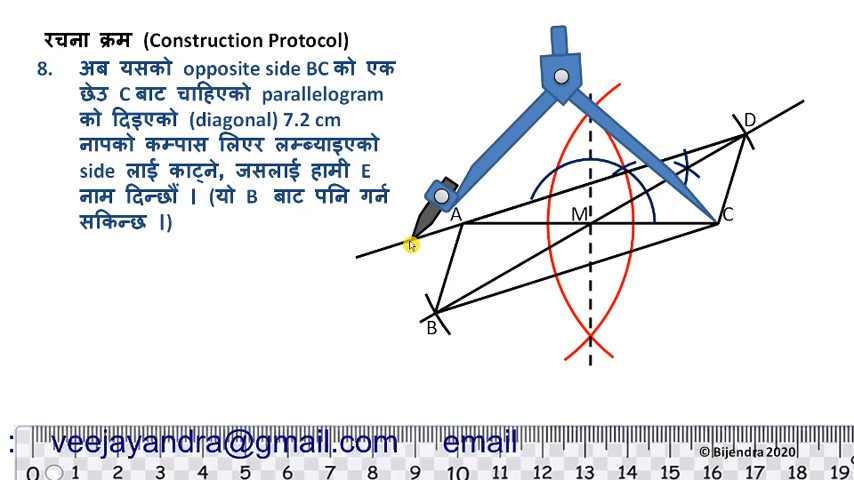 रचना क्रम (Construction Protocol)
8. अब यसको opposite side BC को एक
छेउ C बाट चाहिएको parallelogram
को दिइएको (diagonal) 7.2 cm
नापको कम्पास लिएर लम्ब्याइएको
side लाई काट्ने, जसलाई हामी E
नाम दिन्छौं । (यो B बाट पनि गर्न
सकिन्छ ।)
D
A
M
C
B
: veejayandra@gmail.com email
©Bijendra 2020
0 1 2 3 4 5 6 7 8 9 10 11 12 13 14 15 16 17 18 19